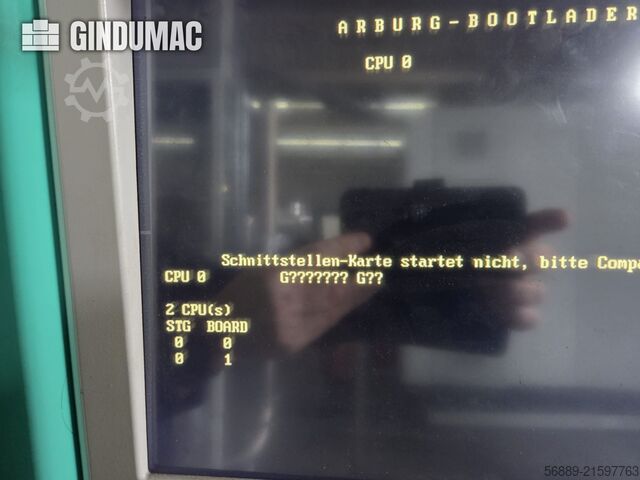 GINDUMAC
ARBURG-BOOTLADER
CPU 0
Schnittstellen-Karte startet nicht, bitte Compa
CPU 0 G??????? G??
2 CPU(s)
STG BOARD
0 0
0 1
56889-21597763